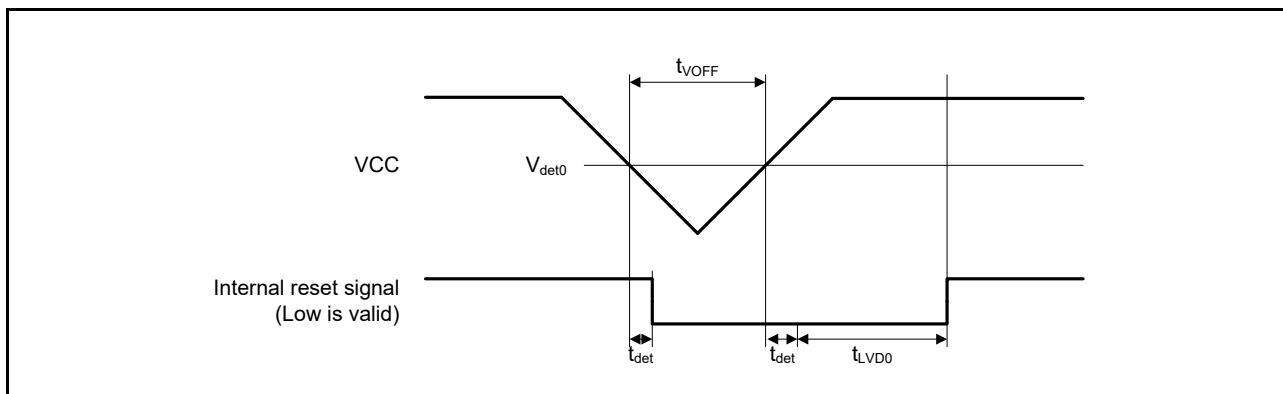 tVOFF
VCC
Vdet0
Internal reset signal
(Low is valid)
tdet
tdet
tLVD0